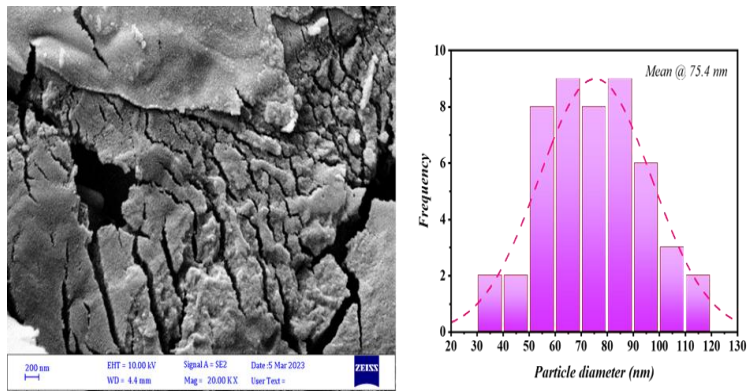 200 nm
EHT = 10.00 kV
Signal A = SE2
Date :5 Mar 2023
ZEISS
WD = 4.4 mm
Mag = 20.00 K X
User Text =
Mean @ 75.4 nm
Frequency
10
8
6
4
2
0
20 30 40 50 60 70 80 90 100 110 120 130
Particle diameter (nm)